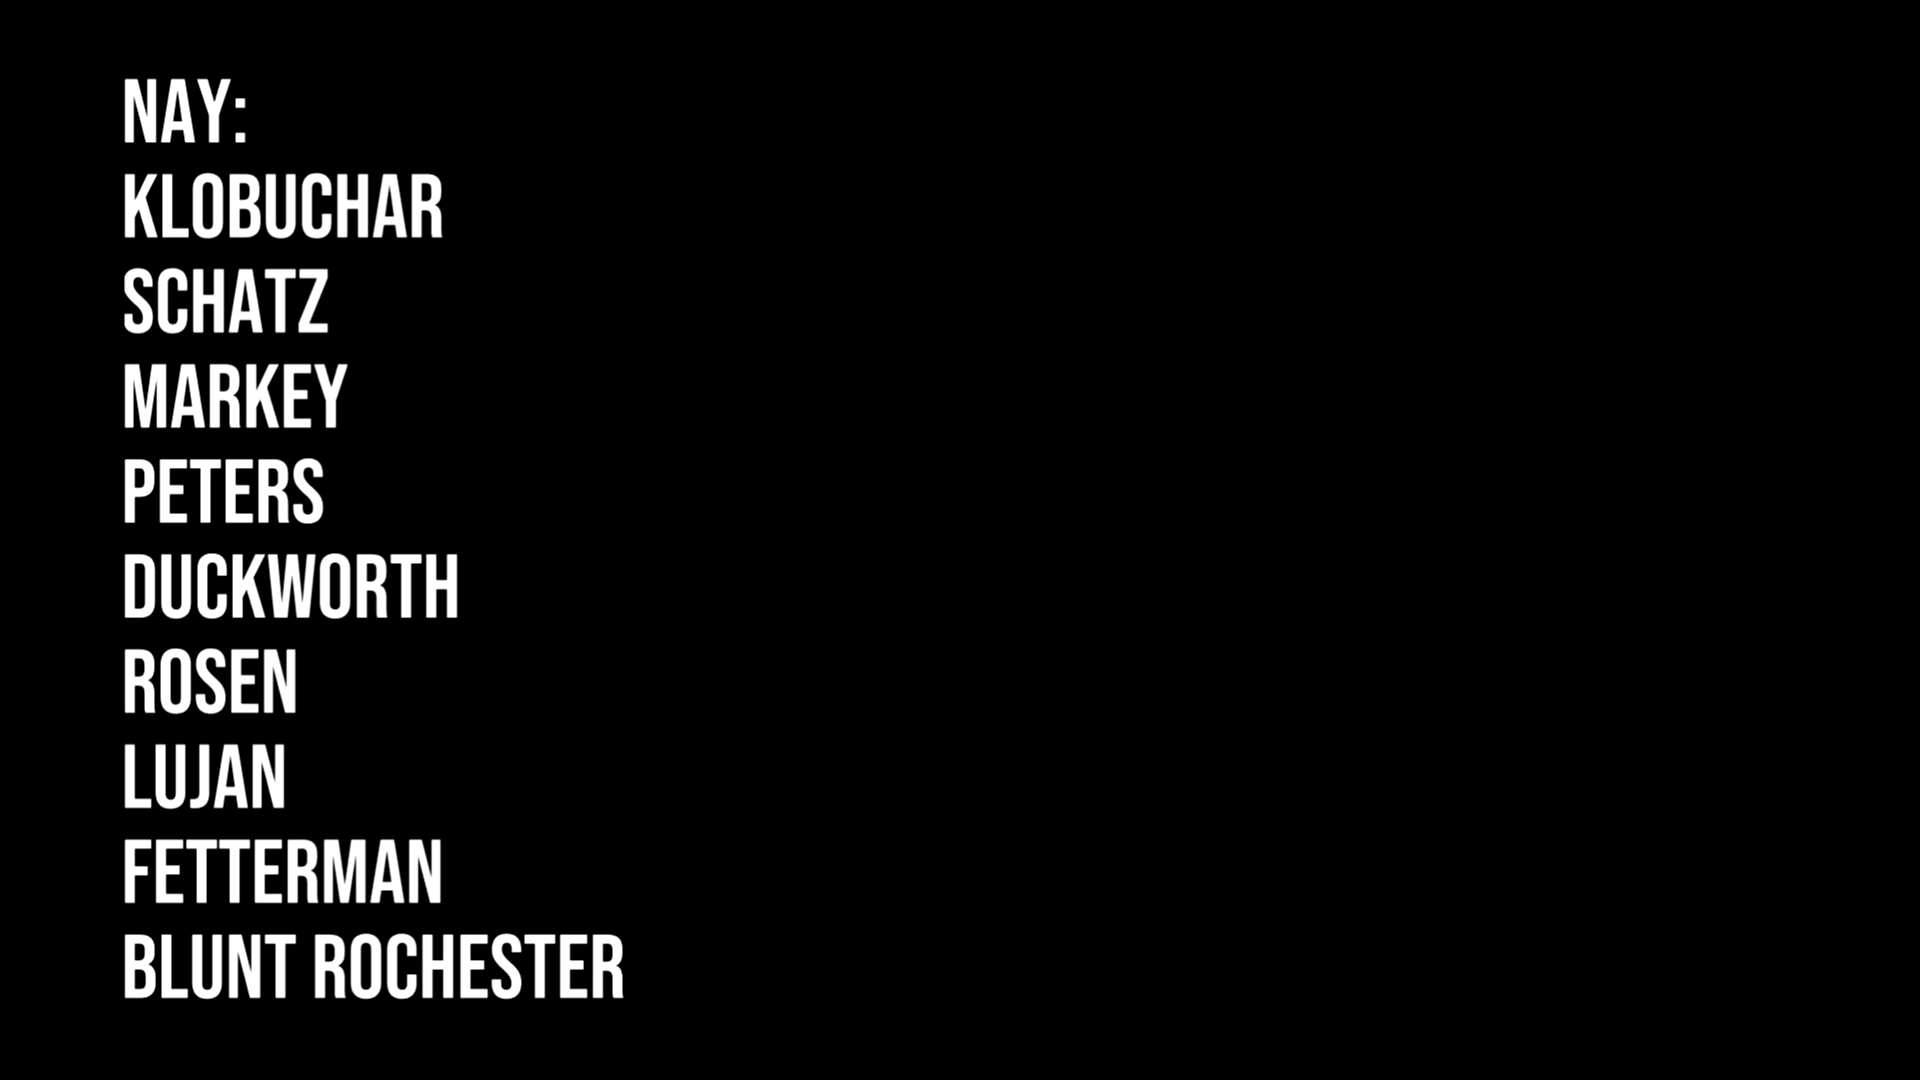 NAY:
KLOBUCHAR
SCHATZ
MARKEY
PETERS
DUCKWORTH
ROSEN
LUJAN
FETTERMAN
BLUNT ROCHESTER